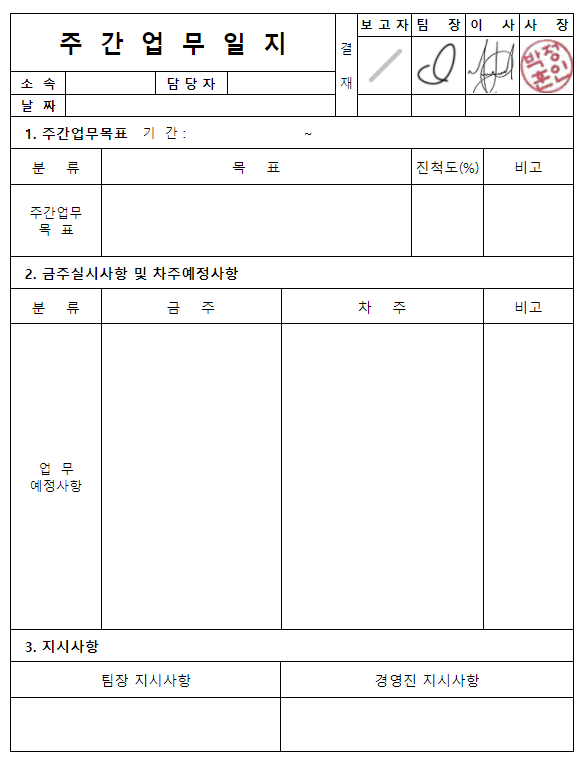 주 간 업 무 일 지
결 재
보 고 자 팀 장 이 사 사 장
박정훈인
소 속 담 당 자
날 짜
1. 주간업무목표 기 간 : ~
분 류 목 표 진척도(%) 비고
주간업무
목 표
2. 금주실시사항 및 차주예정사항
분 류 금 주 차 주 비고
업 무
예정사항
3. 지시사항
팀장 지시사항 경영진 지시사항